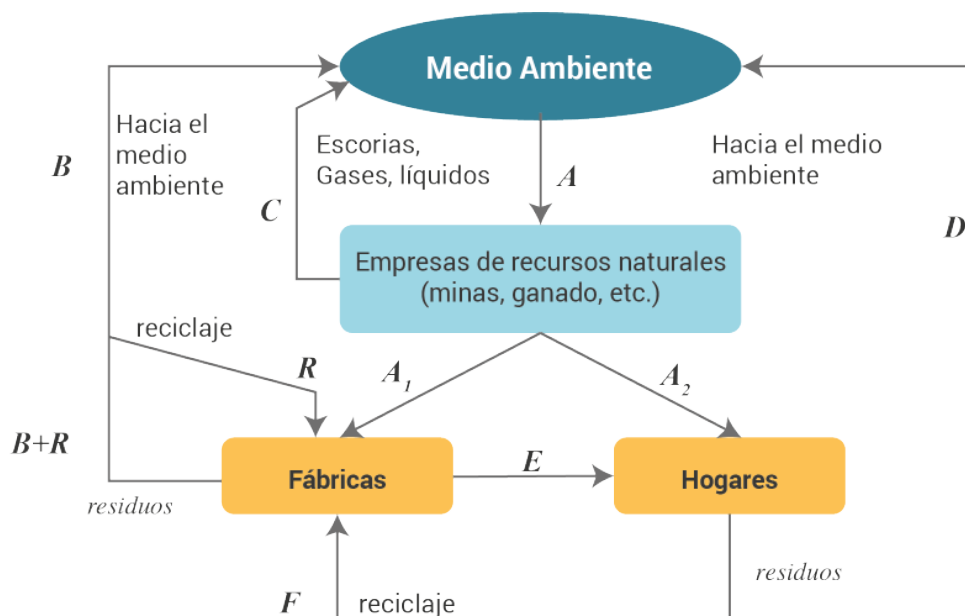 Medio Ambiente
Hacia el
medio
ambiente
B
Escorias,
Gases, líquidos
C
A
Hacia el medio
ambiente
D
Empresas de recursos naturales
(minas, ganado, etc.)
reciclaje
R
A1
A2
B+R
Fábricas
E
Hogares
residuos
residuos
F
reciclaje